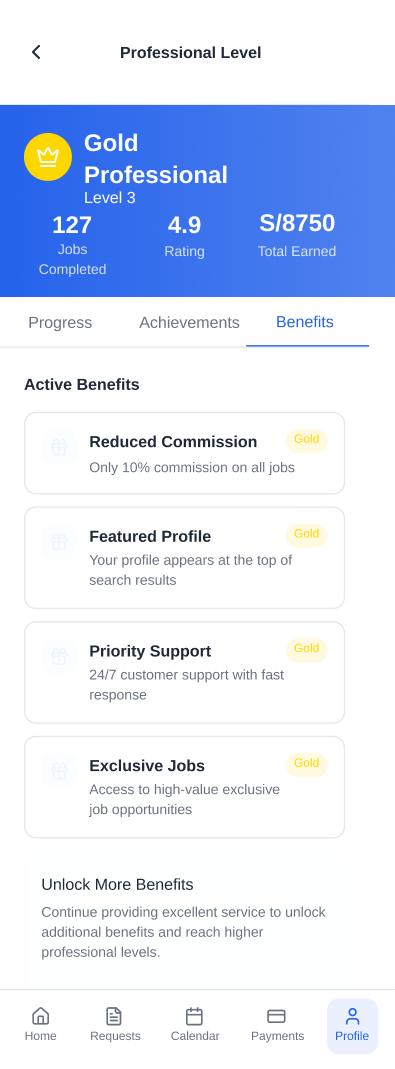 Professional Level
Gold
Professional
Level 3
127
Jobs
Completed
4.9
Rating
S/8750
Total Earned
Progress
Achievements
Benefits
Active Benefits
Reduced Commission
Gold
Only 10% commission on all jobs
Featured Profile
Gold
Your profile appears at the top of
search results
Priority Support
Gold
24/7 customer support with fast
response
Exclusive Jobs
Gold
Access to high-value exclusive
job opportunities
Unlock More Benefits
Continue providing excellent service to unlock
additional benefits and reach higher
professional levels.
Home
Requests
Calendar
Payments
Profile